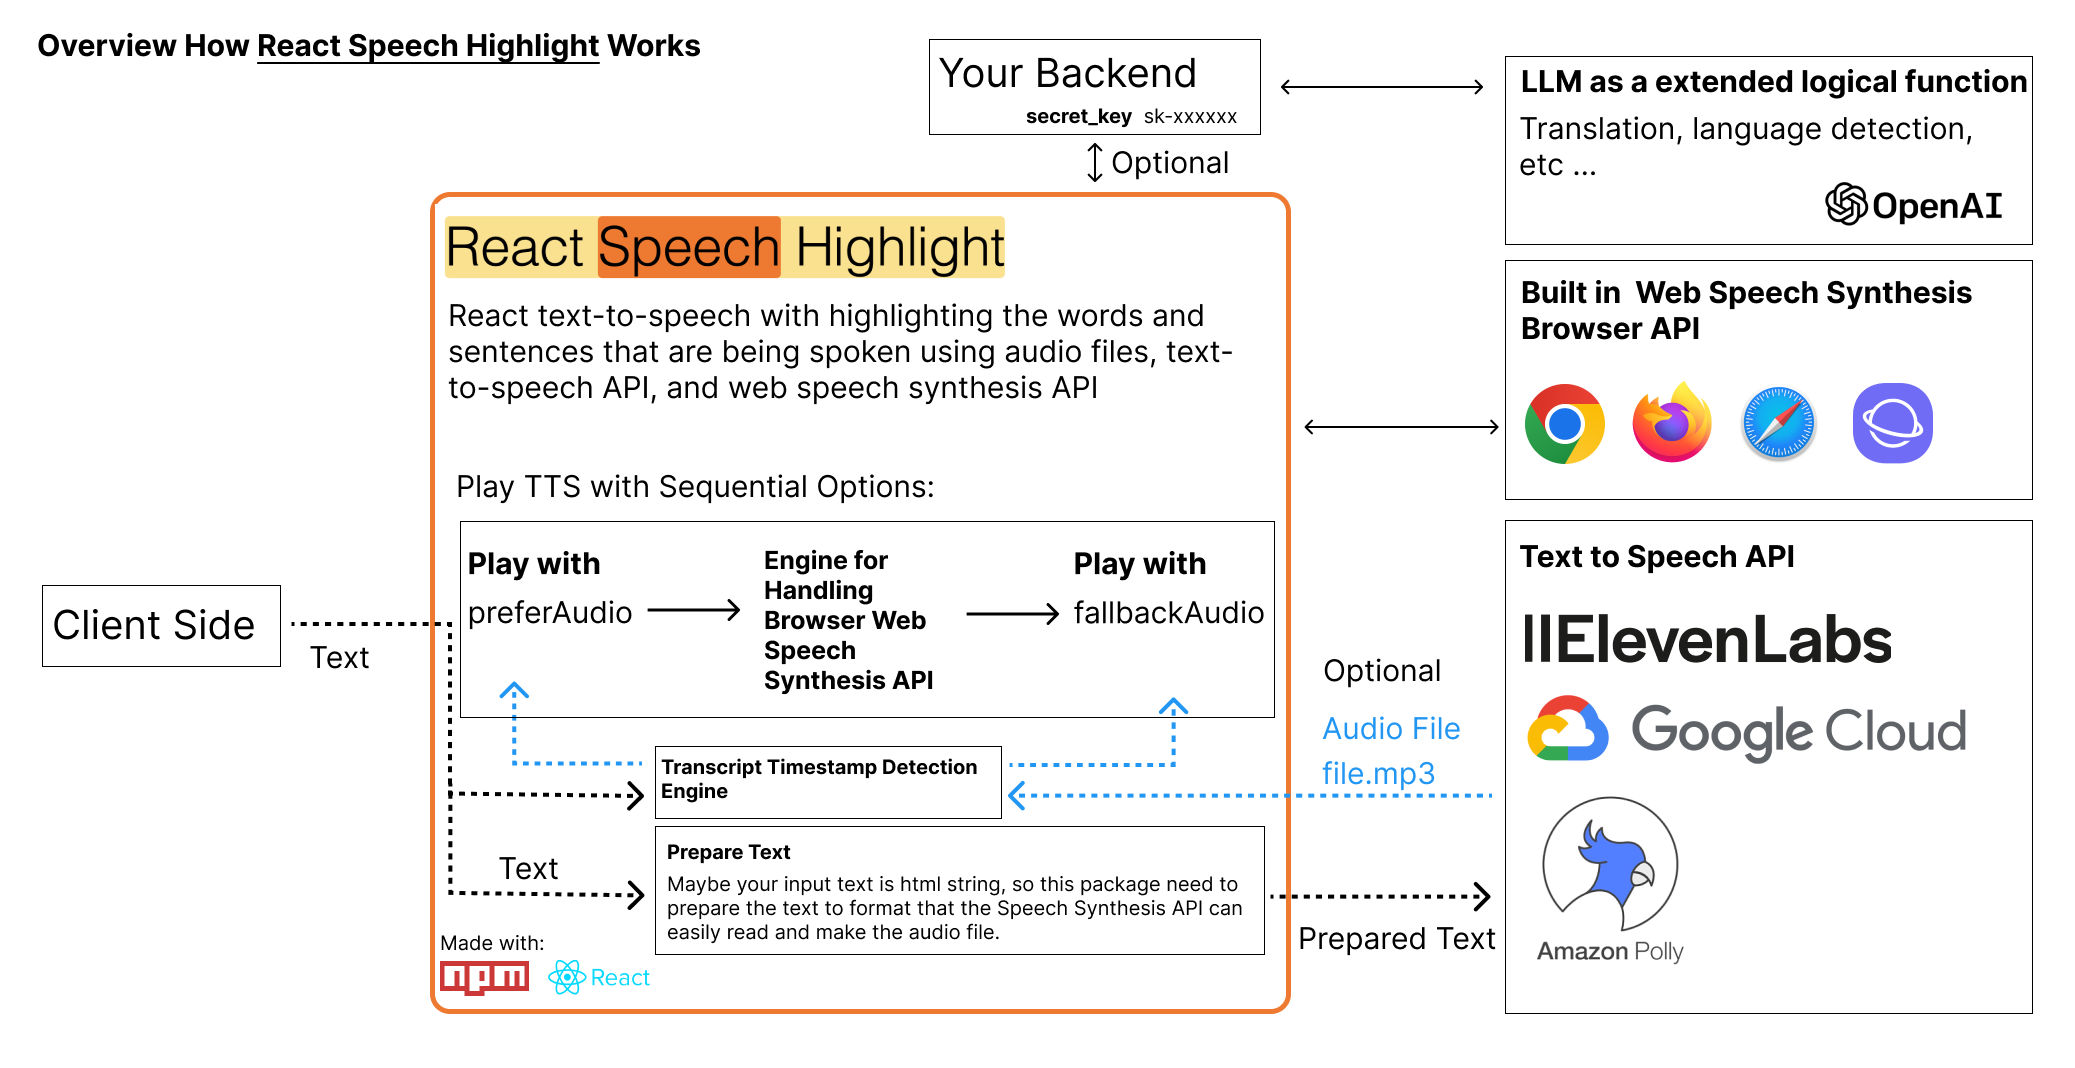 Overview How React Speech Highlight Works
Your Backend
secret_key sk-xxxxxx
Optional
LLM as a extended logical function
Translation, language detection,
etc ...
OpenAI
React Speech Highlight
React text-to-speech with highlighting the words and
sentences that are being spoken using audio files, text-
to-speech API, and web speech synthesis API
Built in Web Speech Synthesis
Browser API
Play TTS with Sequential Options:
Play with
preferAudio
Engine for
Handling
Browser Web
Speech
Synthesis API
Play with
fallbackAudio
Client Side
Text
Optional
Audio File
file.mp3
Text to Speech API
IIElevenLabs
Google Cloud
Amazon Polly
Transcript Timestamp Detection
Engine
Text
Prepare Text
Maybe your input text is html string, so this package need to
prepare the text to format that the Speech Synthesis API can
easily read and make the audio file.
Prepared Text
Made with:
npm
React